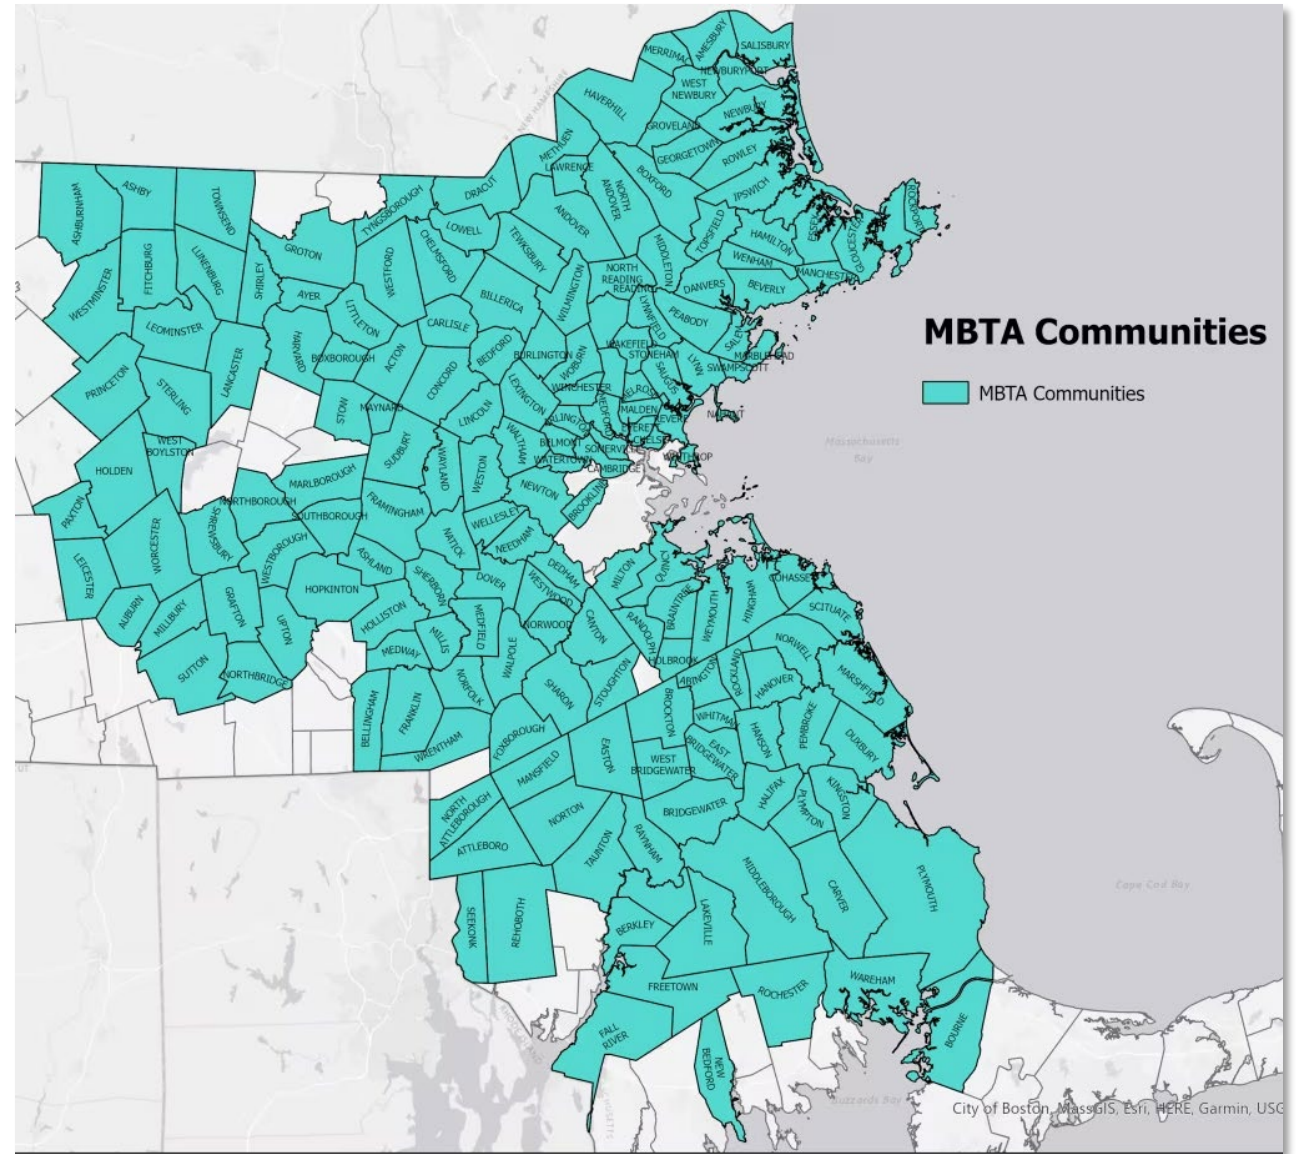 MERRIMAC
AMESBURY
SALISBURY
NEWBURYPORT
WEST
NEWBURY
HAVERHILL
NEWBURY
GROVELAND
METHUEN
GEORGETOWN
ROWLEY
LAWRENCE
BOXFORD
IPSWICH
NORTH
ANDOVER
ASHBURNHAM
ASHBY
TOWNSEND
TYNGSBOROUGH
DRACUT
ANDOVER
TOPSFIELD
ESSEX
GLOUCESTER
ROCKPORT
LOWELL
HAMILTON
GROTON
CHELMSFORD
TEWKSBURY
MIDDLETON
WENHAM
MANCHESTER
FITCHBURG
LUNENBURG
SHIRLEY
WESTFORD
NORTH
READING
READING
DANVERS
BEVERLY
WESTMINSTER
AYER
BILLERICA
WILMINGTON
LYNNFIELD
PEABODY
LITTLETON
CARLISLE
SALEM
LEOMINSTER
HARVARD
BOXBOROUGH
ACTON
BEDFORD
BURLINGTON
WOBURN
WAKEFIELD
STONEHAM
MARBLEHEAD
SWAMPSCOTT
LYNN
SAUGUS
PRINCETON
STERLING
LANCASTER
CONCORD
LEXINGTON
WINCHESTER
MELROSE
STOW
MAYNARD
LINCOLN
MEDFORD
MALDEN
REVERE
NAHANT
ARLINGTON
EVERETT
CHELSEA
WALTHAM
BELMONT
SOMERVILLE
WINTHROP
WATERTOWN
CAMBRIDGE
WEST
BOYLSTON
HOLDEN
SUDBURY
WAYLAND
WESTON
MARLBOROUGH
NEWTON
BROOKLINE
PAXTON
NORTHBOROUGH
SOUTHBOROUGH
FRAMINGHAM
WELLESLEY
WORCESTER
SHREWSBURY
WESTBOROUGH
NATICK
NEEDHAM
LEICESTER
ASHLAND
SHERBORN
DOVER
DEDHAM
WESTWOOD
MILTON
QUINCY
COHASSET
HOPKINTON
AUBURN
MILLBURY
GRAFTON
UPTON
HOLLISTON
MEDFIELD
NORWOOD
CANTON
RANDOLPH
BRAINTREE
WEYMOUTH
HINGHAM
SCITUATE
MEDWAY
MILLIS
WALPOLE
HOLBROOK
NORWELL
SUTTON
NORTHBRIDGE
NORFOLK
SHARON
STOUGHTON
ABINGTON
ROCKLAND
HANOVER
MARSHFIELD
BELLINGHAM
FRANKLIN
WRENTHAM
FOXBOROUGH
BROCKTON
WHITMAN
HANSON
PEMBROKE
DUXBURY
MANSFIELD
EASTON
WEST
BRIDGEWATER
EAST
BRIDGEWATER
NORTH
ATTLEBOROUGH
NORTON
BRIDGEWATER
HALIFAX
PLYMPTON
KINGSTON
ATTLEBORO
TAUNTON
RAYNHAM
MIDDLEBOROUGH
CARVER
PLYMOUTH
SEEKONK
REHOBOTH
BERKLEY
LAKEVILLE
FREETOWN
ROCHESTER
WAREHAM
FALL
RIVER
NEW
BEDFORD
BOURNE
MBTA Communities
MBTA Communities
Massachusetts
Bay
Cape Cod Bay
Buzzards Bay
City of Boston, MassGIS, Esri, HERE, Garmin, USG